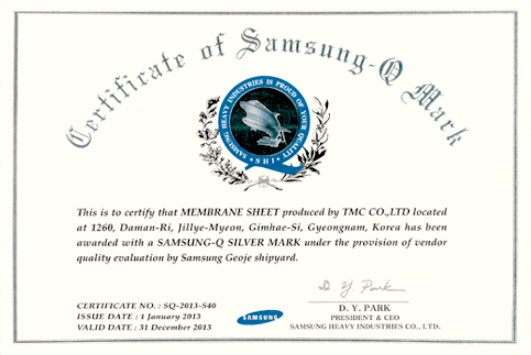 Certificate of Samsung-Q Mark
SAMSUNG HEAVY INDUSTRIES IS PROUD OF YOUR QUALITY
S H I
This is to certify that MEMBRANE SHEET produced by TMC CO.,LTD located
at 1260, Daman-Ri, Jillye-Myeon, Gimhae-Si, Gyeongnam, Korea has been
awarded with a SAMSUNG-Q SILVER MARK under the provision of vendor
quality evaluation by Samsung Geoje shipyard.
D. Y. Park
CERTIFICATE NO. : SQ-2013-S40
ISSUE DATE : 1 January 2013
VALID DATE : 31 December 2013
SAMSUNG
D. Y. PARK
PRESIDENT & CEO
SAMSUNG HEAVY INDUSTRIES CO., LTD.